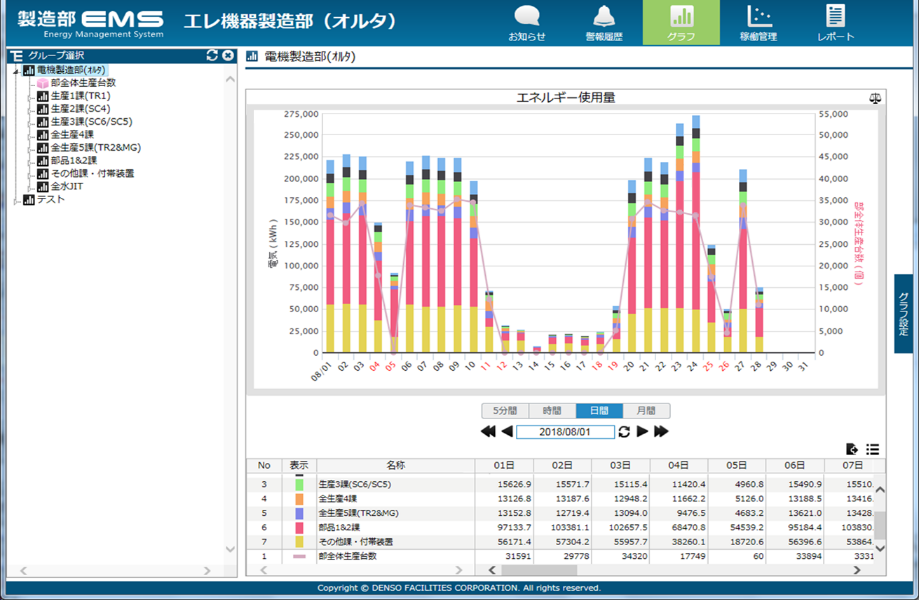 製造部 EMS エレ機器製造部（オルタ）
Energy Management System
お知らせ 警報履歴 グラフ 稼働管理 レポート
グループ選択
電機製造部(ｵﾙﾀ)
部全体生産台数
生産1課(TR1)
生産2課(SC4)
生産3課(SC6/SC5)
全生産4課
全生産5課(TR2&MG)
部品1&2課
その他課・付帯装置
金水JIT
テスト
電機製造部(ｵﾙﾀ)
エネルギー使用量
275,000 55,000
250,000 50,000
225,000 45,000
200,000 40,000
175,000 35,000
150,000 30,000
125,000 25,000
100,000 20,000
75,000 15,000
50,000 10,000
25,000 5,000
0 0
電気 ( kWh )
部全体生産台数 ( 個 )
08/01 02 03 04 05 06 07 08 09 10 11 12 13 14 15 16 17 18 19 20 21 22 23 24 25 26 27 28 29 30 31
グラフ設定
5分間 時間 日間 月間
2018/08/01
No 表示 名称 01日 02日 03日 04日 05日 06日 07日
3 生産3課(SC6/SC5) 15626.9 15571.7 15115.4 11420.4 4960.8 15490.9 15510.
4 全生産4課 13126.8 13187.6 12948.2 11662.2 5126.0 13188.5 13416.
5 全生産5課(TR2&MG) 13152.8 12719.4 13094.0 9476.5 4683.2 13621.0 13428.
6 部品1&2課 97133.7 103381.1 102657.5 68470.8 54539.2 95184.4 103830.
7 その他課・付帯装置 56171.4 57304.2 55957.7 38260.1 18720.6 56396.6 53864.
1 部全体生産台数 31591 29778 34320 17749 60 33894 3331
Copyright © DENSO FACILITIES CORPORATION. All rights reserved.